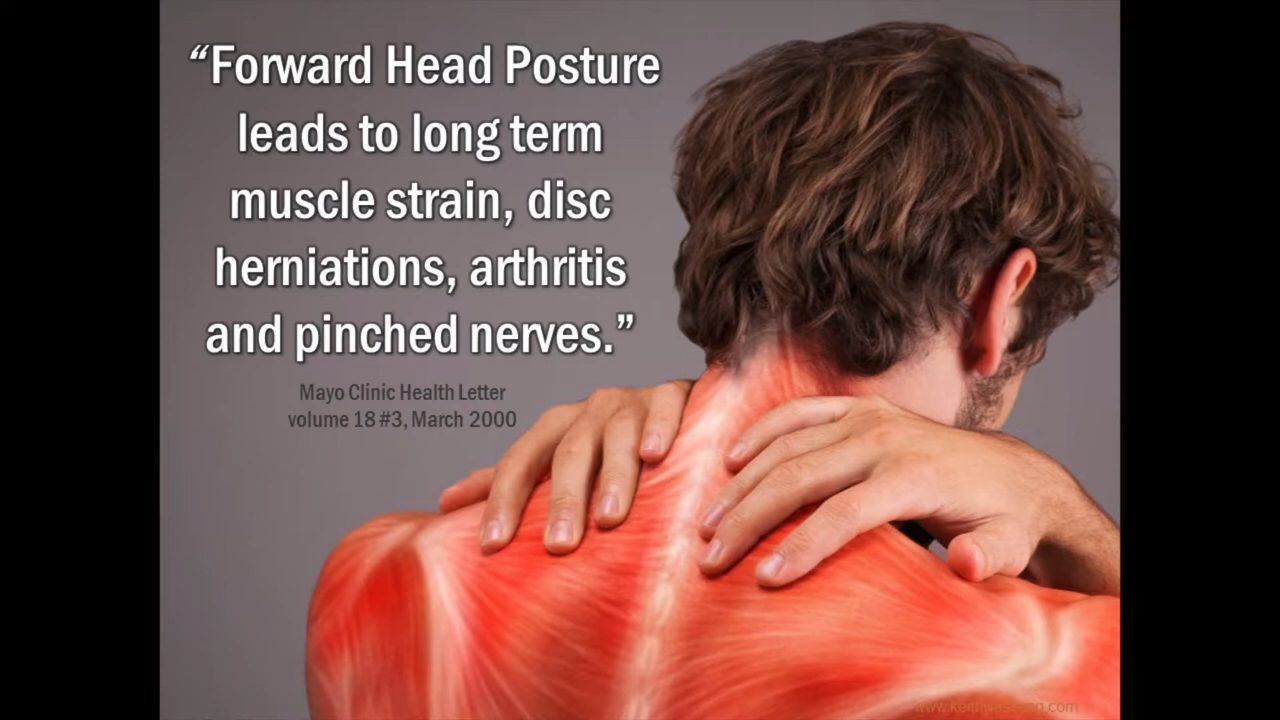 “Forward Head Posture
leads to long term
muscle strain, disc
herniations, arthritis
and pinched nerves.”
Mayo Clinic Health Letter
volume 18 #3, March 2000